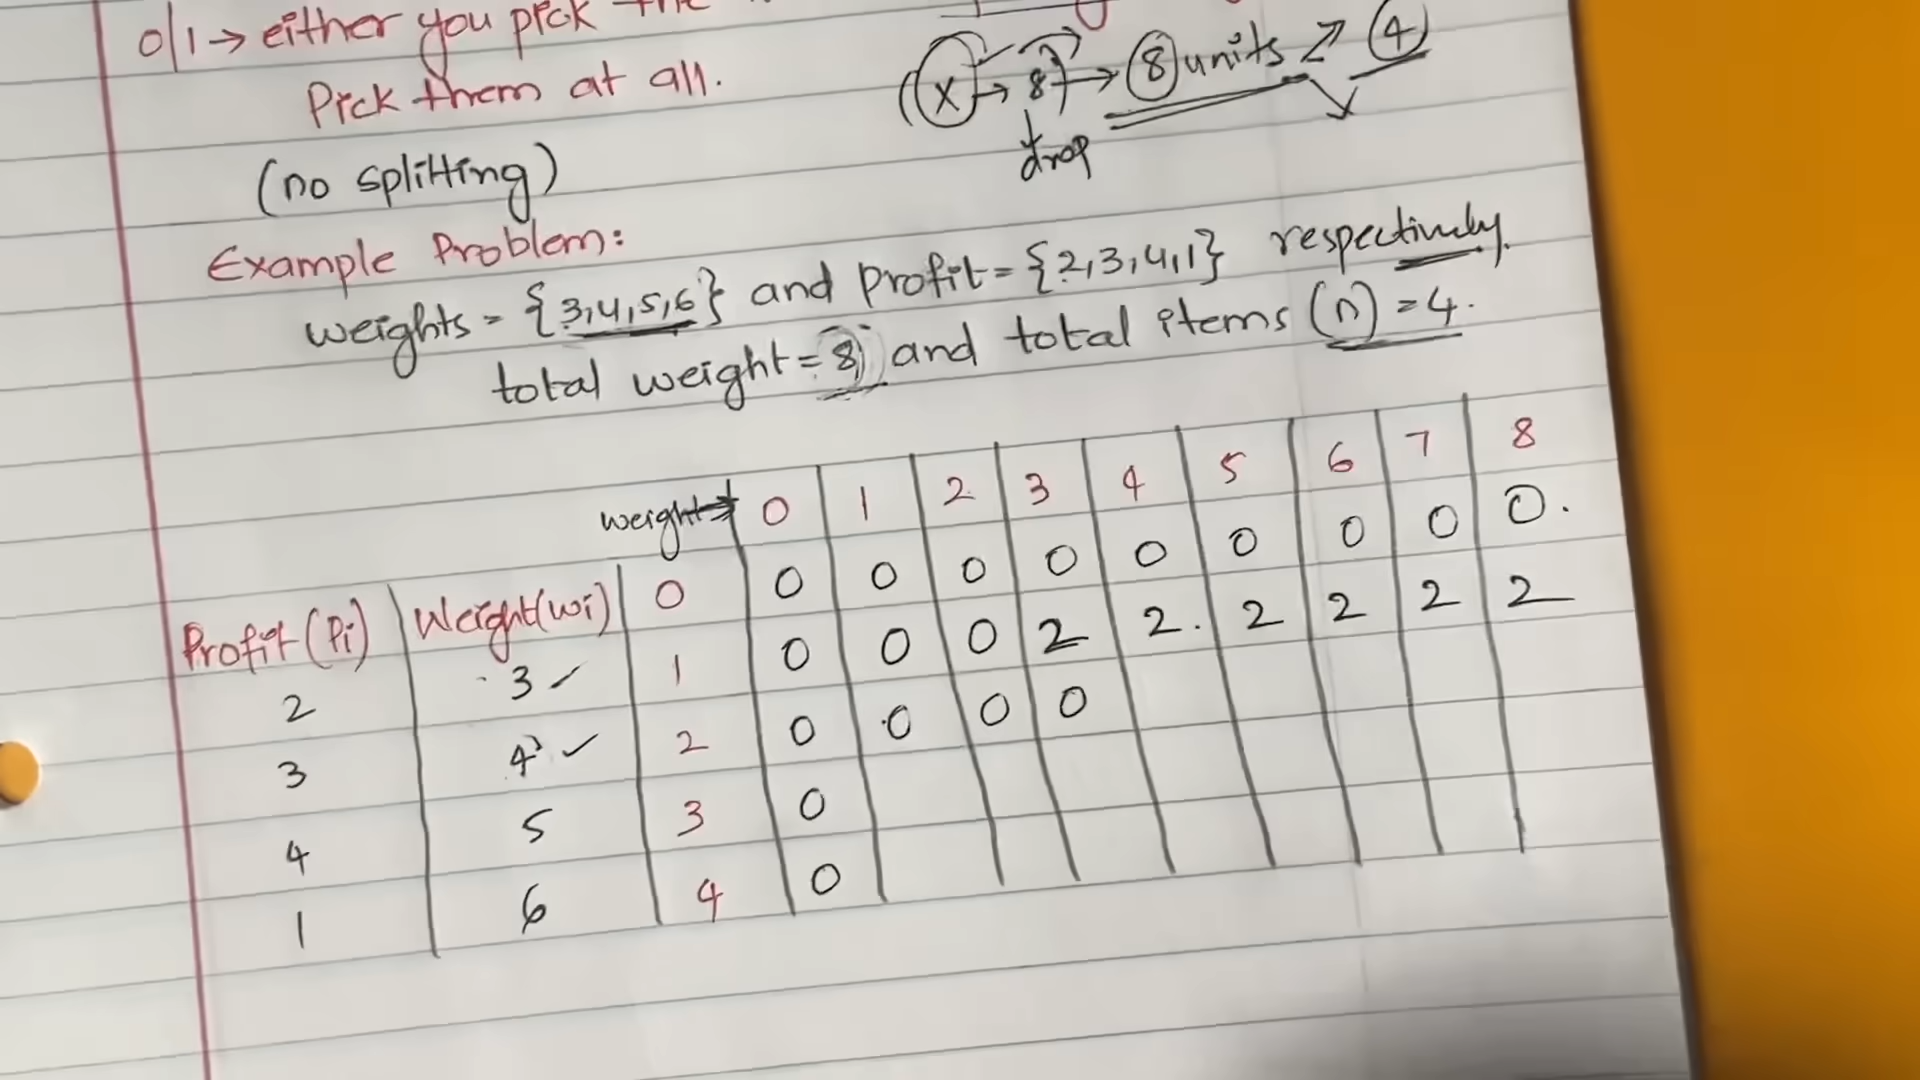 0/1 → either you pick the
Pick them at all.
(no splitting)
(x → 8) → 8 units 4
drop
Example Problem:
weights = {3,4,5,6} and Profit = {2,3,4,1} respectively.
total weight = 8 and total items (n) = 4.
weight→ 0 1 2 3 4 5 6 7 8
Profit (Pi) Weight(wi) 0 0 0 0 0 0 0 0 0 0.
2 3 ✓ 1 0 0 0 2 2. 2 2 2 2
3 4 ✓ 2 0 0 0 0
4 5 3 0
1 6 4 0